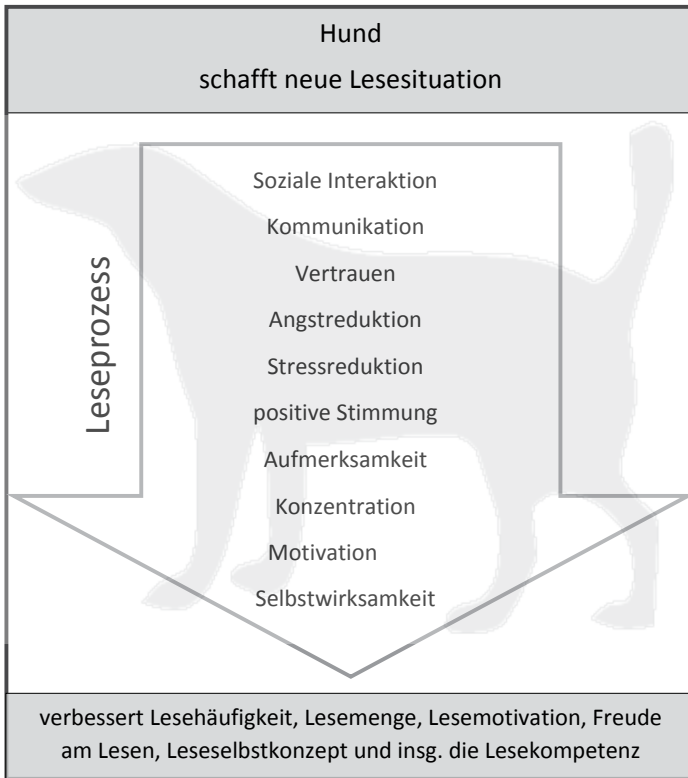 Hund
schafft neue Lesesituation
Leseprozess
Soziale Interaktion
Kommunikation
Vertrauen
Angstreduktion
Stressreduktion
positive Stimmung
Aufmerksamkeit
Konzentration
Motivation
Selbstwirksamkeit
verbessert Lesehäufigkeit, Lesemenge, Lesemotivation, Freude
am Lesen, Leseselbstkonzept und insg. die Lesekompetenz